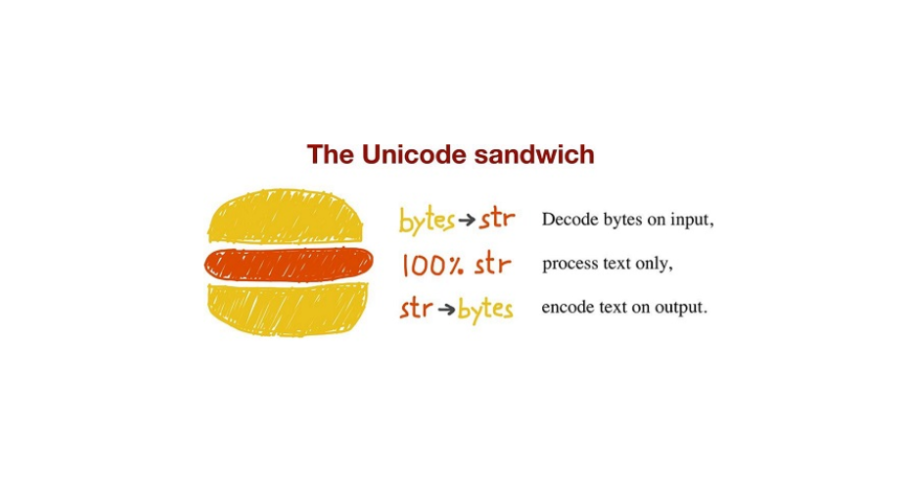 The Unicode sandwich
bytes→str Decode bytes on input,
100% str process text only,
str→bytes encode text on output.